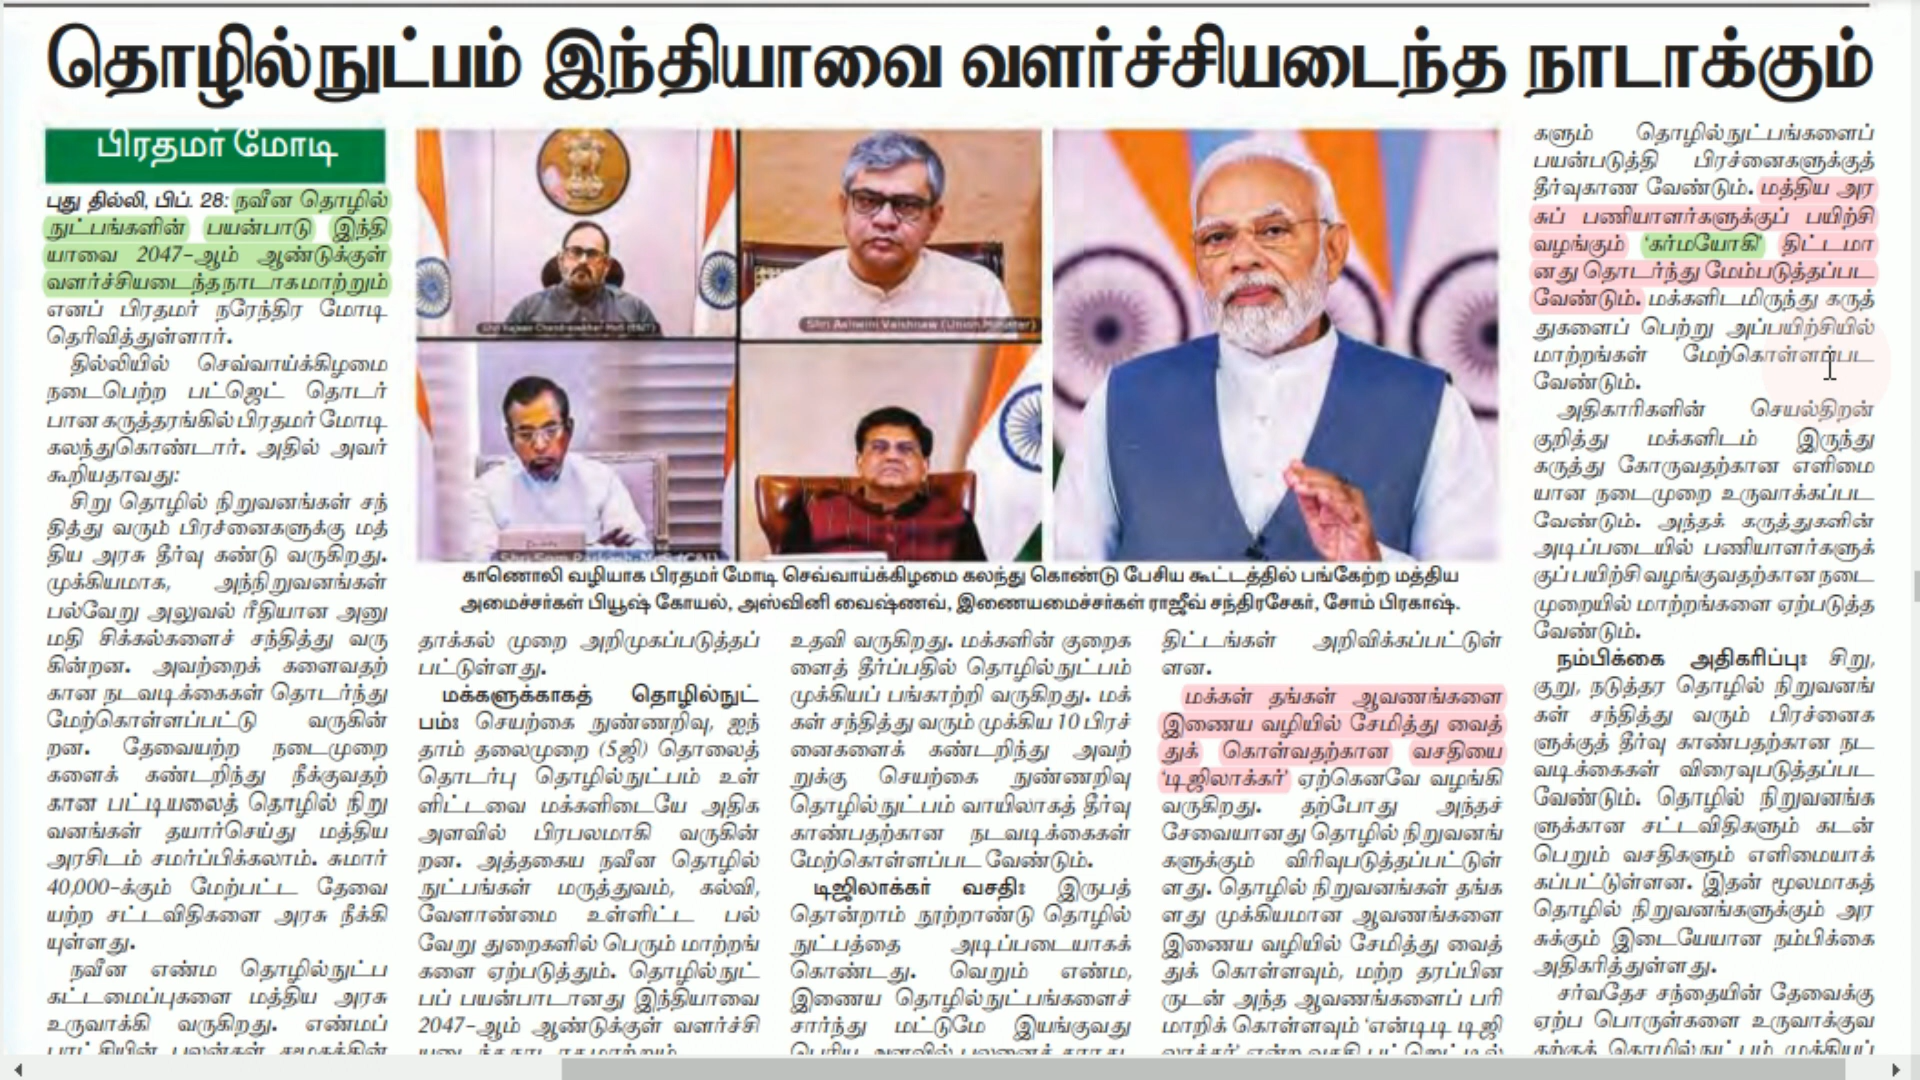 தொழில்நுட்பம் இந்தியாவை வளர்ச்சியடைந்த நாடாக்கும்
பிரதமர் மோடி
புது தில்லி, பிப். 28: நவீன தொழில்
நுட்பங்களின் பயன்பாடு இந்தி
யாவை 2047-ஆம் ஆண்டுக்குள்
வளர்ச்சியடைந்தநாடாகமாற்றும்
எனப் பிரதமர் நரேந்திர மோடி
தெரிவித்துள்ளார்.
தில்லியில் செவ்வாய்க்கிழமை
நடைபெற்ற பட்ஜெட் தொடர்
பான கருத்தரங்கில் பிரதமர் மோடி
கலந்துகொண்டார். அதில் அவர்
கூறியதாவது:
சிறு தொழில் நிறுவனங்கள் சந்
தித்து வரும் பிரச்னைகளுக்கு மத்
திய அரசு தீர்வு கண்டு வருகிறது.
முக்கியமாக, அந்நிறுவனங்கள்
பல்வேறு அலுவல் ரீதியான அனு
மதி சிக்கல்களைச் சந்தித்து வரு
கின்றன. அவற்றைக் களைவதற்
கான நடவடிக்கைகள் தொடர்ந்து
மேற்கொள்ளப்பட்டு வருகின்
றன. தேவையற்ற நடைமுறை
களைக் கண்டறிந்து நீக்குவதற்
கான பட்டியலைத் தொழில் நிறு
வனங்கள் தயார்செய்து மத்திய
அரசிடம் சமர்ப்பிக்கலாம். சுமார்
40,000-க்கும் மேற்பட்ட தேவை
யற்ற சட்டவிதிகளை அரசு நீக்கி
யுள்ளது.
நவீன எண்ம தொழில்நுட்ப
கட்டமைப்புகளை மத்திய அரசு
உருவாக்கி வருகிறது. எண்மப்
Shri Ashwini Vaishnaw (Union Minister)
காணொலி வழியாக பிரதமர் மோடி செவ்வாய்க்கிழமை கலந்து கொண்டு பேசிய கூட்டத்தில் பங்கேற்ற மத்திய
அமைச்சர்கள் பியூஷ் கோயல், அஸ்வினி வைஷ்ணவ், இணையமைச்சர்கள் ராஜீவ் சந்திரசேகர், சோம் பிரகாஷ்.
தாக்கல் முறை அறிமுகப்படுத்தப்
பட்டுள்ளது.
மக்களுக்காகத் தொழில்நுட்
பம்: செயற்கை நுண்ணறிவு, ஐந்
தாம் தலைமுறை (5ஜி) தொலைத்
தொடர்பு தொழில்நுட்பம் உள்
ளிட்டவை மக்களிடையே அதிக
அளவில் பிரபலமாகி வருகின்
றன. அத்தகைய நவீன தொழில்
நுட்பங்கள் மருத்துவம், கல்வி,
வேளாண்மை உள்ளிட்ட பல்
வேறு துறைகளில் பெரும் மாற்றங்
களை ஏற்படுத்தும். தொழில்நுட்
பப் பயன்பாடானது இந்தியாவை
2047-ஆம் ஆண்டுக்குள் வளர்ச்சி
உதவி வருகிறது. மக்களின் குறைக
ளைத் தீர்ப்பதில் தொழில்நுட்பம்
முக்கியப் பங்காற்றி வருகிறது. மக்
கள் சந்தித்து வரும் முக்கிய 10 பிரச்
னைகளைக் கண்டறிந்து அவற்
றுக்கு செயற்கை நுண்ணறிவு
தொழில்நுட்பம் வாயிலாகத் தீர்வு
காண்பதற்கான நடவடிக்கைகள்
மேற்கொள்ளப்பட வேண்டும்.
டிஜிலாக்கர் வசதி: இருபத்
தொன்றாம் நூற்றாண்டு தொழில்
நுட்பத்தை அடிப்படையாகக்
கொண்டது. வெறும் எண்ம,
இணைய தொழில்நுட்பங்களைச்
சார்ந்து மட்டுமே இயங்குவது
திட்டங்கள் அறிவிக்கப்பட்டுள்
ளன.
மக்கள் தங்கள் ஆவணங்களை
இணைய வழியில் சேமித்து வைத்
துக் கொள்வதற்கான வசதியை
'டிஜிலாக்கர்' ஏற்கெனவே வழங்கி
வருகிறது. தற்போது அந்தச்
சேவையானது தொழில் நிறுவனங்
களுக்கும் விரிவுபடுத்தப்பட்டுள்
ளது. தொழில் நிறுவனங்கள் தங்க
ளது முக்கியமான ஆவணங்களை
இணைய வழியில் சேமித்து வைத்
துக் கொள்ளவும், மற்ற தரப்பின
ருடன் அந்த ஆவணங்களைப் பரி
மாறிக் கொள்ளவும் 'என்டிடி டிஜி
களும் தொழில்நுட்பங்களைப்
பயன்படுத்தி பிரச்னைகளுக்குத்
தீர்வுகாண வேண்டும். மத்திய அர
சுப் பணியாளர்களுக்குப் பயிற்சி
வழங்கும் 'கர்மயோகி' திட்டமா
னது தொடர்ந்து மேம்படுத்தப்பட
வேண்டும். மக்களிடமிருந்து கருத்
துகளைப் பெற்று அப்பயிற்சியில்
மாற்றங்கள் மேற்கொள்ளப்பட
வேண்டும்.
அதிகாரிகளின் செயல்திறன்
குறித்து மக்களிடம் இருந்து
கருத்து கோருவதற்கான எளிமை
யான நடைமுறை உருவாக்கப்பட
வேண்டும். அந்தக் கருத்துகளின்
அடிப்படையில் பணியாளர்களுக்
குப் பயிற்சி வழங்குவதற்கான நடை
முறையில் மாற்றங்களை ஏற்படுத்த
வேண்டும்.
நம்பிக்கை அதிகரிப்பு: சிறு,
குறு, நடுத்தர தொழில் நிறுவனங்
கள் சந்தித்து வரும் பிரச்னைக
ளுக்குத் தீர்வு காண்பதற்கான நட
வடிக்கைகள் விரைவுபடுத்தப்பட
வேண்டும். தொழில் நிறுவனங்க
ளுக்கான சட்டவிதிகளும் கடன்
பெறும் வசதிகளும் எளிமையாக்
கப்பட்டுள்ளன. இதன் மூலமாகத்
தொழில் நிறுவனங்களுக்கும் அர
சுக்கும் இடையேயான நம்பிக்கை
அதிகரித்துள்ளது.
சர்வதேச சந்தையின் தேவைக்கு
ஏற்ப பொருள்களை உருவாக்குவ